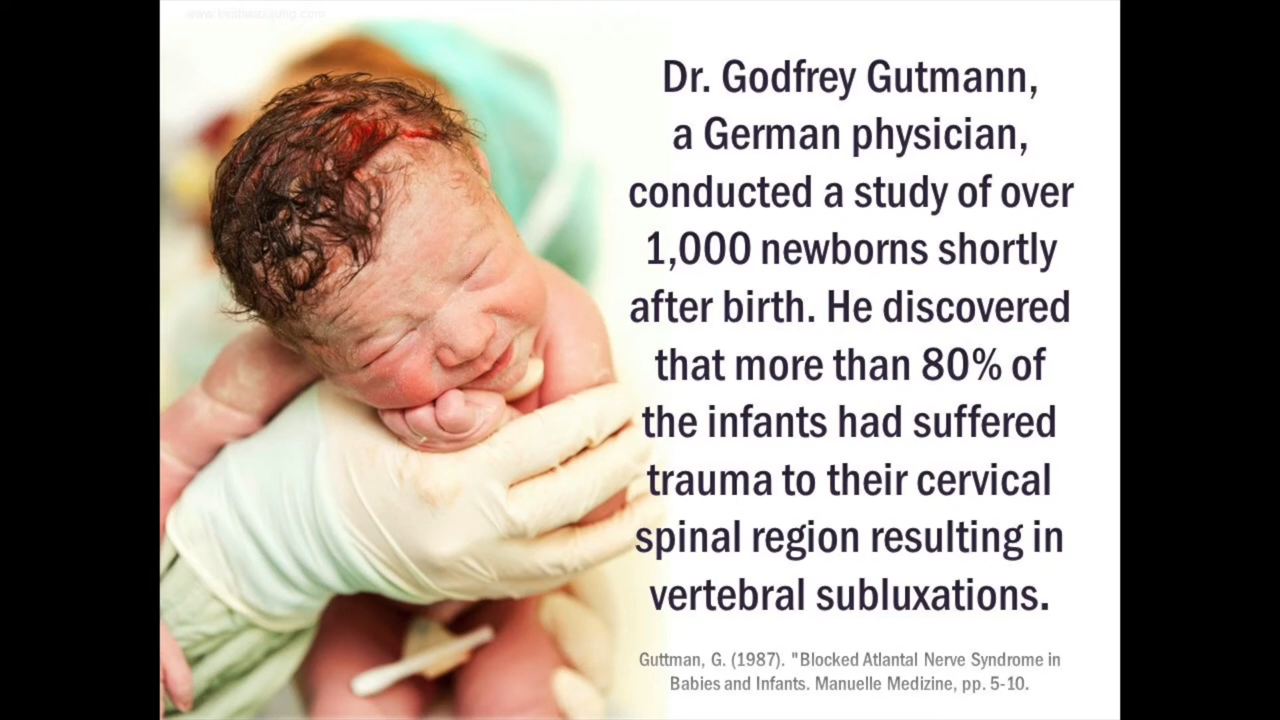 Dr. Godfrey Gutmann,
a German physician,
conducted a study of over
1,000 newborns shortly
after birth. He discovered
that more than 80% of
the infants had suffered
trauma to their cervical
spinal region resulting in
vertebral subluxations.
Guttman, G. (1987). "Blocked Atlantal Nerve Syndrome in
Babies and Infants. Manuelle Medizine, pp. 5-10.